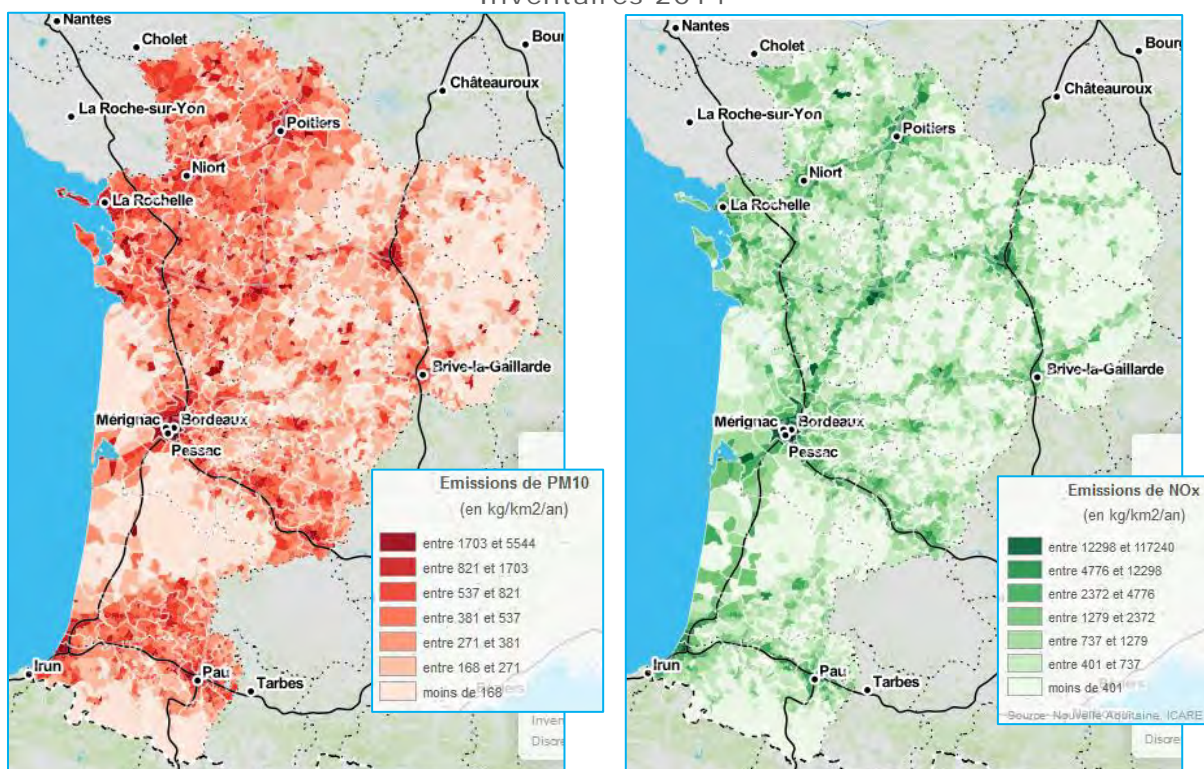 Inventaires 2014
Nantes
Cholet
La Roche-sur-Yon
Châteauroux
Poitiers
Niort
La Rochelle
Brive-la-Gaillarde
Mérignac
Bordeaux
Pessac
Irun
Pau
Tarbes
Emissions de PM10
(en kg/km2/an)
entre 1703 et 5544
entre 821 et 1703
entre 537 et 821
entre 381 et 537
entre 271 et 381
entre 168 et 271
moins de 168
Nantes
Cholet
La Roche-sur-Yon
Châteauroux
Poitiers
Niort
La Rochelle
Brive-la-Gaillarde
Mérignac
Bordeaux
Pessac
Irun
Pau
Tarbes
Emissions de NOx
(en kg/km2/an)
entre 12298 et 117240
entre 4776 et 12298
entre 2372 et 4776
entre 1279 et 2372
entre 737 et 1279
entre 401 et 737
moins de 401
Source: Nouvelle Aquitaine, ICARE